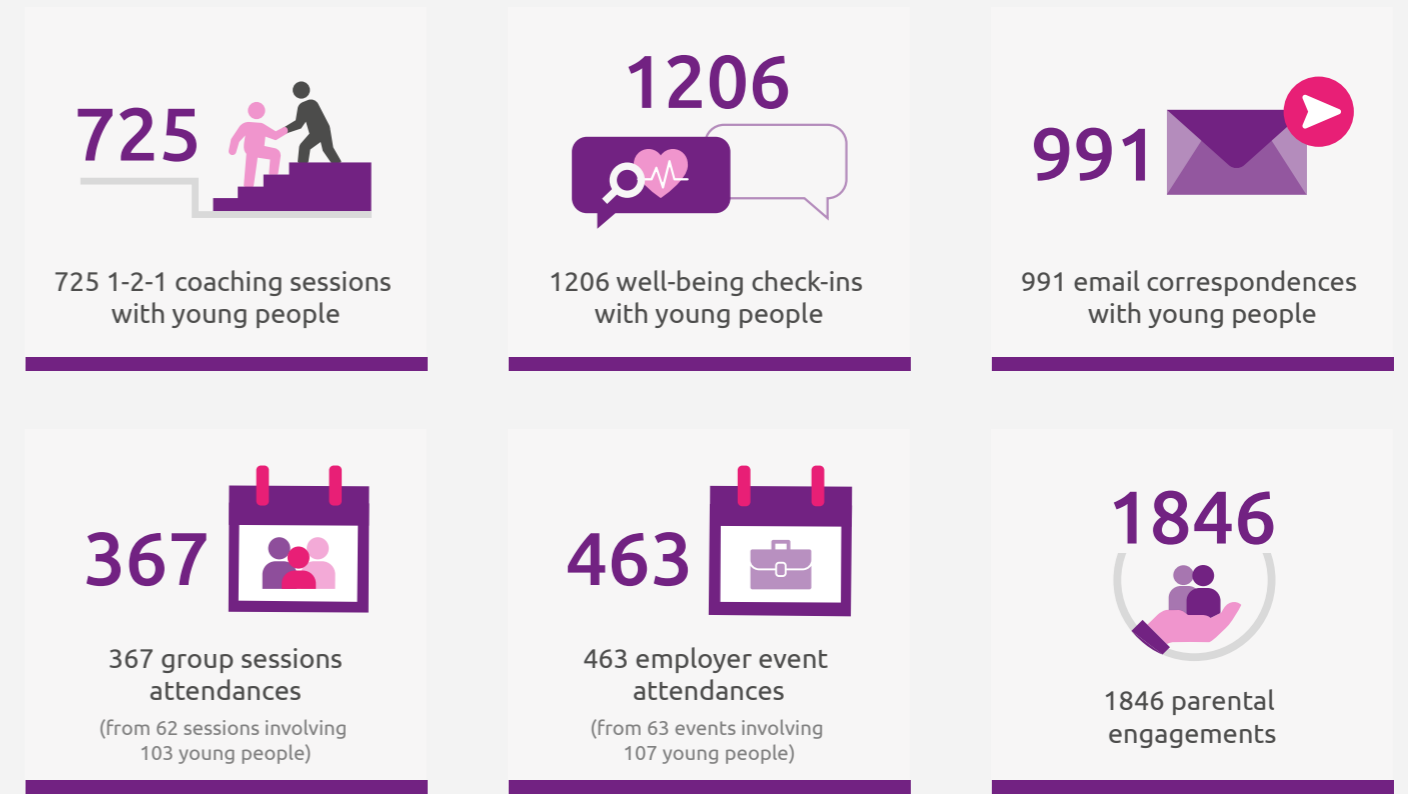 725
725 1-2-1 coaching sessions
with young people
1206
1206 well-being check-ins
with young people
991
991 email correspondences
with young people
367
367 group sessions
attendances
(from 62 sessions involving
103 young people)
463
463 employer event
attendances
(from 63 events involving
107 young people)
1846
1846 parental
engagements